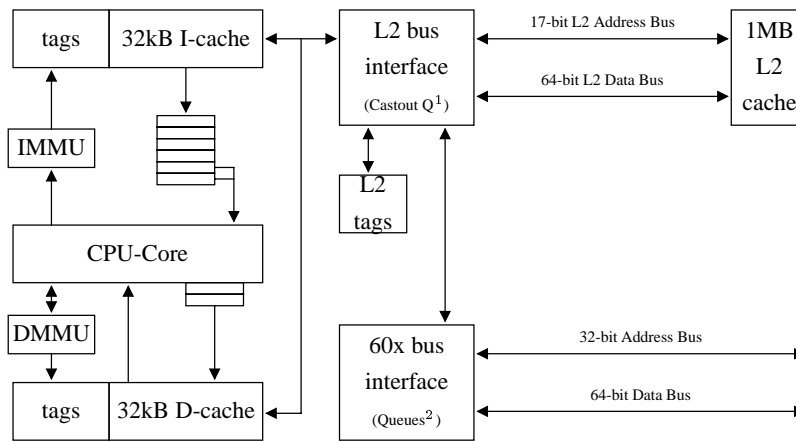 tags
32kB I-cache
IMMU
CPU-Core
DMMU
tags
32kB D-cache
L2 bus
interface
(Castout Q¹)
L2
tags
17-bit L2 Address Bus
64-bit L2 Data Bus
1MB
L2
cache
60x bus
interface
(Queues²)
32-bit Address Bus
64-bit Data Bus